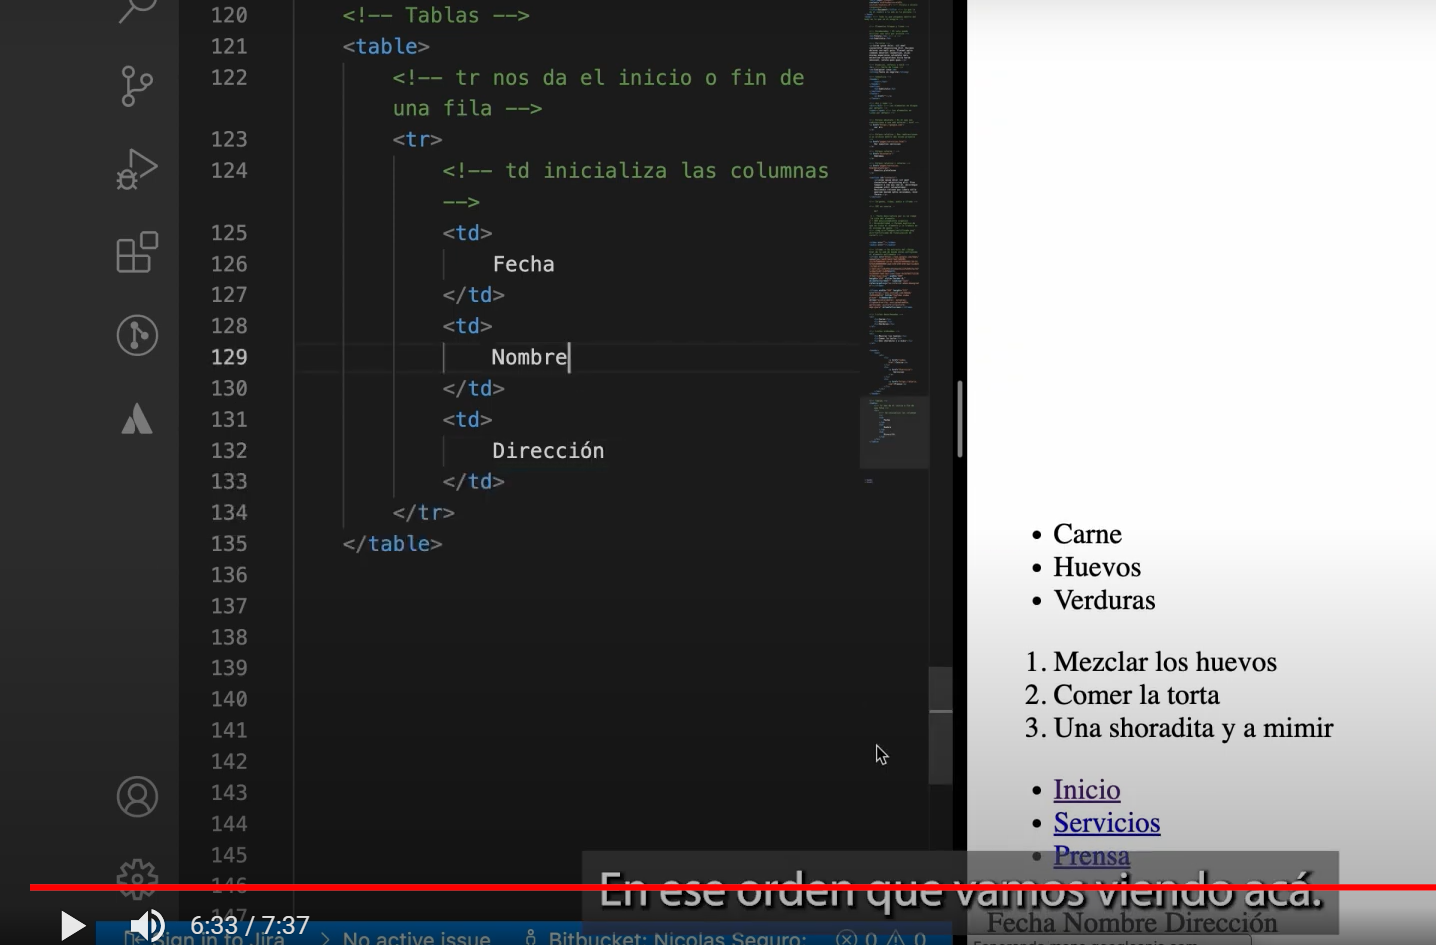 120 <!-- Tablas -->
121 <table>
122 <!-- tr nos da el inicio o fin de
una fila -->
123 <tr>
124 <!-- td inicializa las columnas
-->
125 <td>
126 Fecha
127 </td>
128 <td>
129 Nombre
130 </td>
131 <td>
132 Dirección
133 </td>
134 </tr>
135 </table>
136
137
138
139
140
141
142
143
144
145
146
147
Carne
Huevos
Verduras
1. Mezclar los huevos
2. Comer la torta
3. Una shoradita y a mimir
Inicio
Servicios
Prensa
Fecha Nombre Dirección
En ese orden que vamos viendo acá.
6:33 / 7:37
Sign in to Jira No active issue Bitbucket: Nicolas Seguro: 0 0